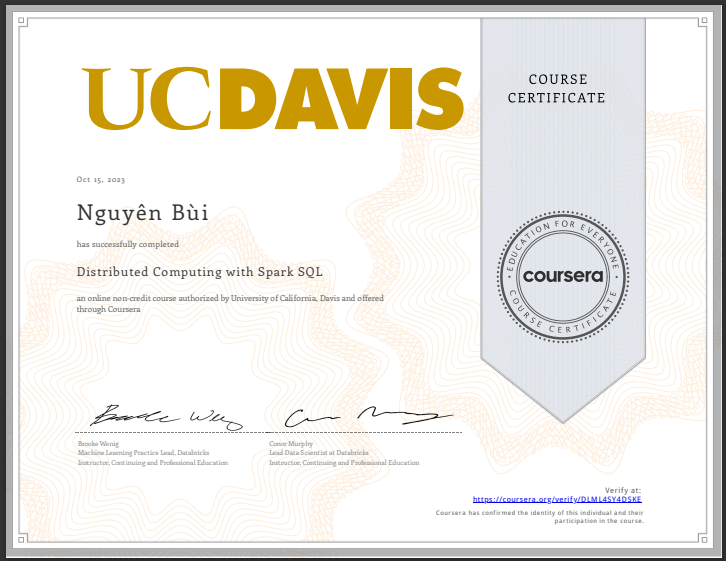 UCDAVIS
COURSE
CERTIFICATE
Oct 15, 2023
Nguyên Bùi
has successfully completed
Distributed Computing with Spark SQL
an online non-credit course authorized by University of California, Davis and offered
through Coursera
EDUCATION FOR EVERYONE
coursera
COURSE CERTIFICATE
Brooke Wenig
Machine Learning Practice Lead, Databricks
Instructor, Continuing and Professional Education
Conor Murphy
Lead Data Scientist at Databricks
Instructor, Continuing and Professional Education
Verify at:
https://coursera.org/verify/DLML4SY4DSKE
Coursera has confirmed the identity of this individual and their
participation in the course.